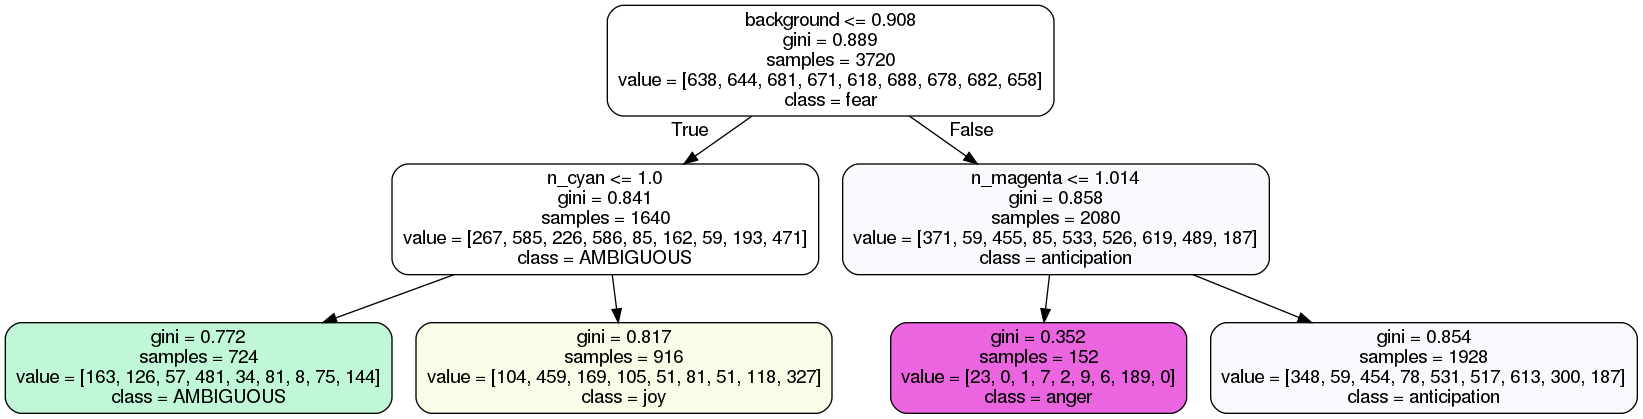 background <= 0.908
gini = 0.889
samples = 3720
value = [638, 644, 681, 671, 618, 688, 678, 682, 658]
class = fear
True
False
n_cyan <= 1.0
gini = 0.841
samples = 1640
value = [267, 585, 226, 586, 85, 162, 59, 193, 471]
class = AMBIGUOUS
n_magenta <= 1.014
gini = 0.858
samples = 2080
value = [371, 59, 455, 85, 533, 526, 619, 489, 187]
class = anticipation
gini = 0.772
samples = 724
value = [163, 126, 57, 481, 34, 81, 8, 75, 144]
class = AMBIGUOUS
gini = 0.817
samples = 916
value = [104, 459, 169, 105, 51, 81, 51, 118, 327]
class = joy
gini = 0.352
samples = 152
value = [23, 0, 1, 7, 2, 9, 6, 189, 0]
class = anger
gini = 0.854
samples = 1928
value = [348, 59, 454, 78, 531, 517, 613, 300, 187]
class = anticipation